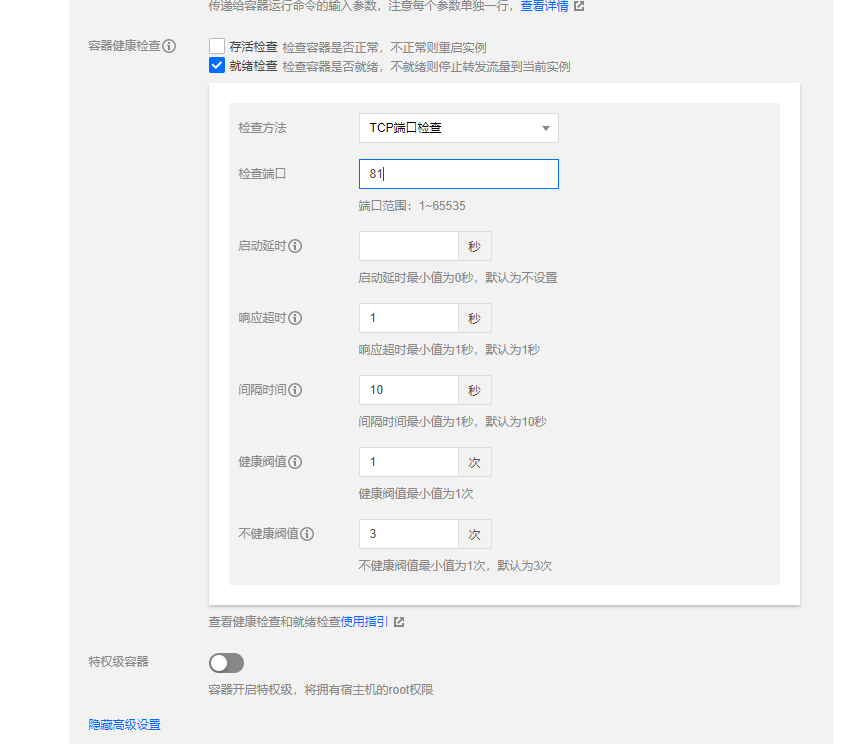 传递给容器运行命令的输入参数，注意每个参数单独一行，查看详情
容器健康检查
存活检查 检查容器是否正常，不正常则重启实例
就绪检查 检查容器是否就绪，不就绪则停止转发流量到当前实例
检查方法 TCP端口检查
检查端口 81
端口范围：1~65535
启动延时 秒
启动延时最小值为0秒，默认为不设置
响应超时 1 秒
响应超时最小值为1秒，默认为1秒
间隔时间 10 秒
间隔时间最小值为1秒，默认为10秒
健康阀值 1 次
健康阀值最小值为1次
不健康阀值 3 次
不健康阀值最小值为1次，默认为3次
查看健康检查和就绪检查使用指引
特权级容器
容器开启特权级，将拥有宿主机的root权限
隐藏高级设置